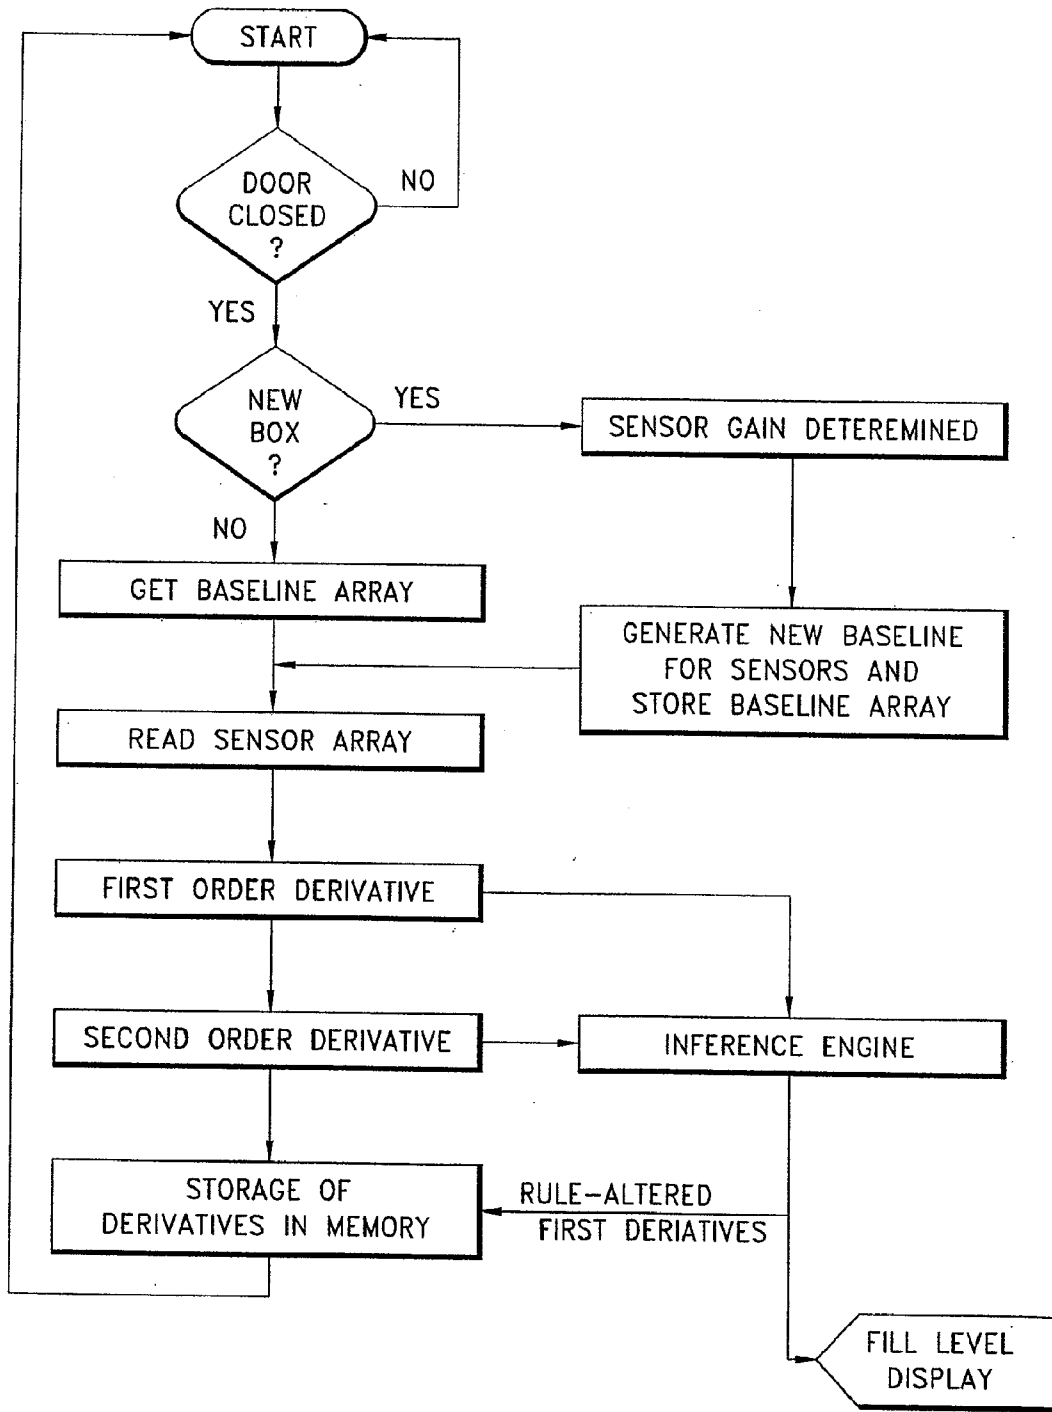 START
DOOR
CLOSED
?
NO
YES
NEW
BOX
?
YES
SENSOR GAIN DETEREMINED
NO
GET BASELINE ARRAY
GENERATE NEW BASELINE
FOR SENSORS AND
STORE BASELINE ARRAY
READ SENSOR ARRAY
FIRST ORDER DERIVATIVE
SECOND ORDER DERIVATIVE
INFERENCE ENGINE
STORAGE OF
DERIVATIVES IN MEMORY
RULE-ALTERED
FIRST DERIATIVES
FILL LEVEL
DISPLAY